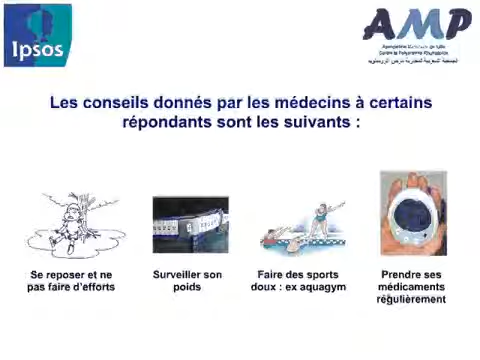 Ipsos
AMP
Les conseils donnés par les médecins à certains
répondants sont les suivants :
Se reposer et ne
pas faire d'efforts
Surveiller son
poids
Faire des sports
doux : ex aquagym
Prendre ses
médicaments
régulièrement